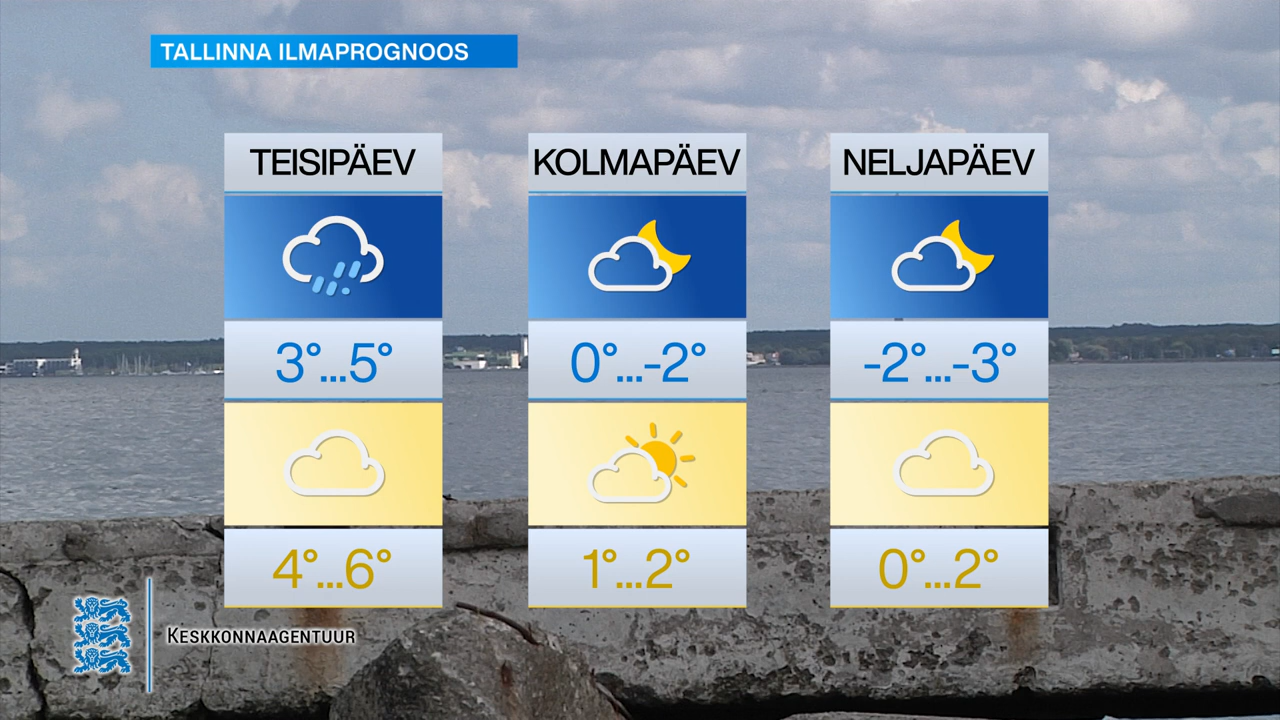 TALLINNA ILMAPROGNOOS
TEISIPÄEV
3°...5°
4°...6°
KOLMAPÄEV
0°...-2°
1°...2°
NELJAPÄEV
-2°...-3°
0°...2°
KESKKONNAAGENTUUR